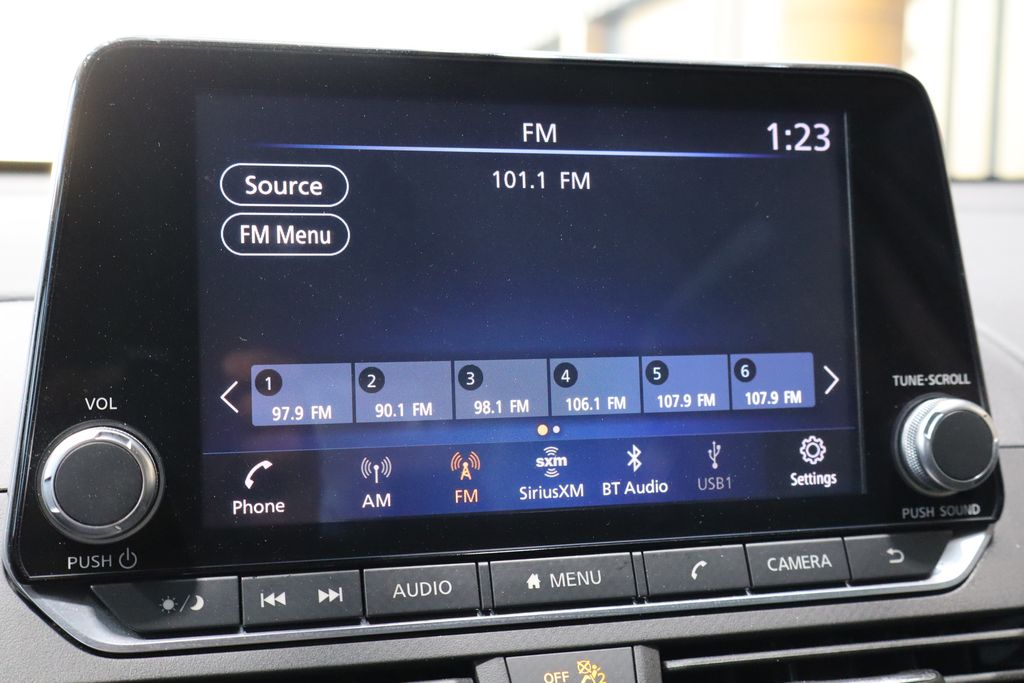 FM
1:23
Source
101.1 FM
FM Menu
1
97.9 FM
2
90.1 FM
3
98.1 FM
4
106.1 FM
5
107.9 FM
6
107.9 FM
Phone
AM
FM
sxm
SiriusXM
BT Audio
USB1
Settings
VOL
PUSH
TUNE·SCROLL
PUSH SOUND
AUDIO
MENU
CAMERA
OFF
2